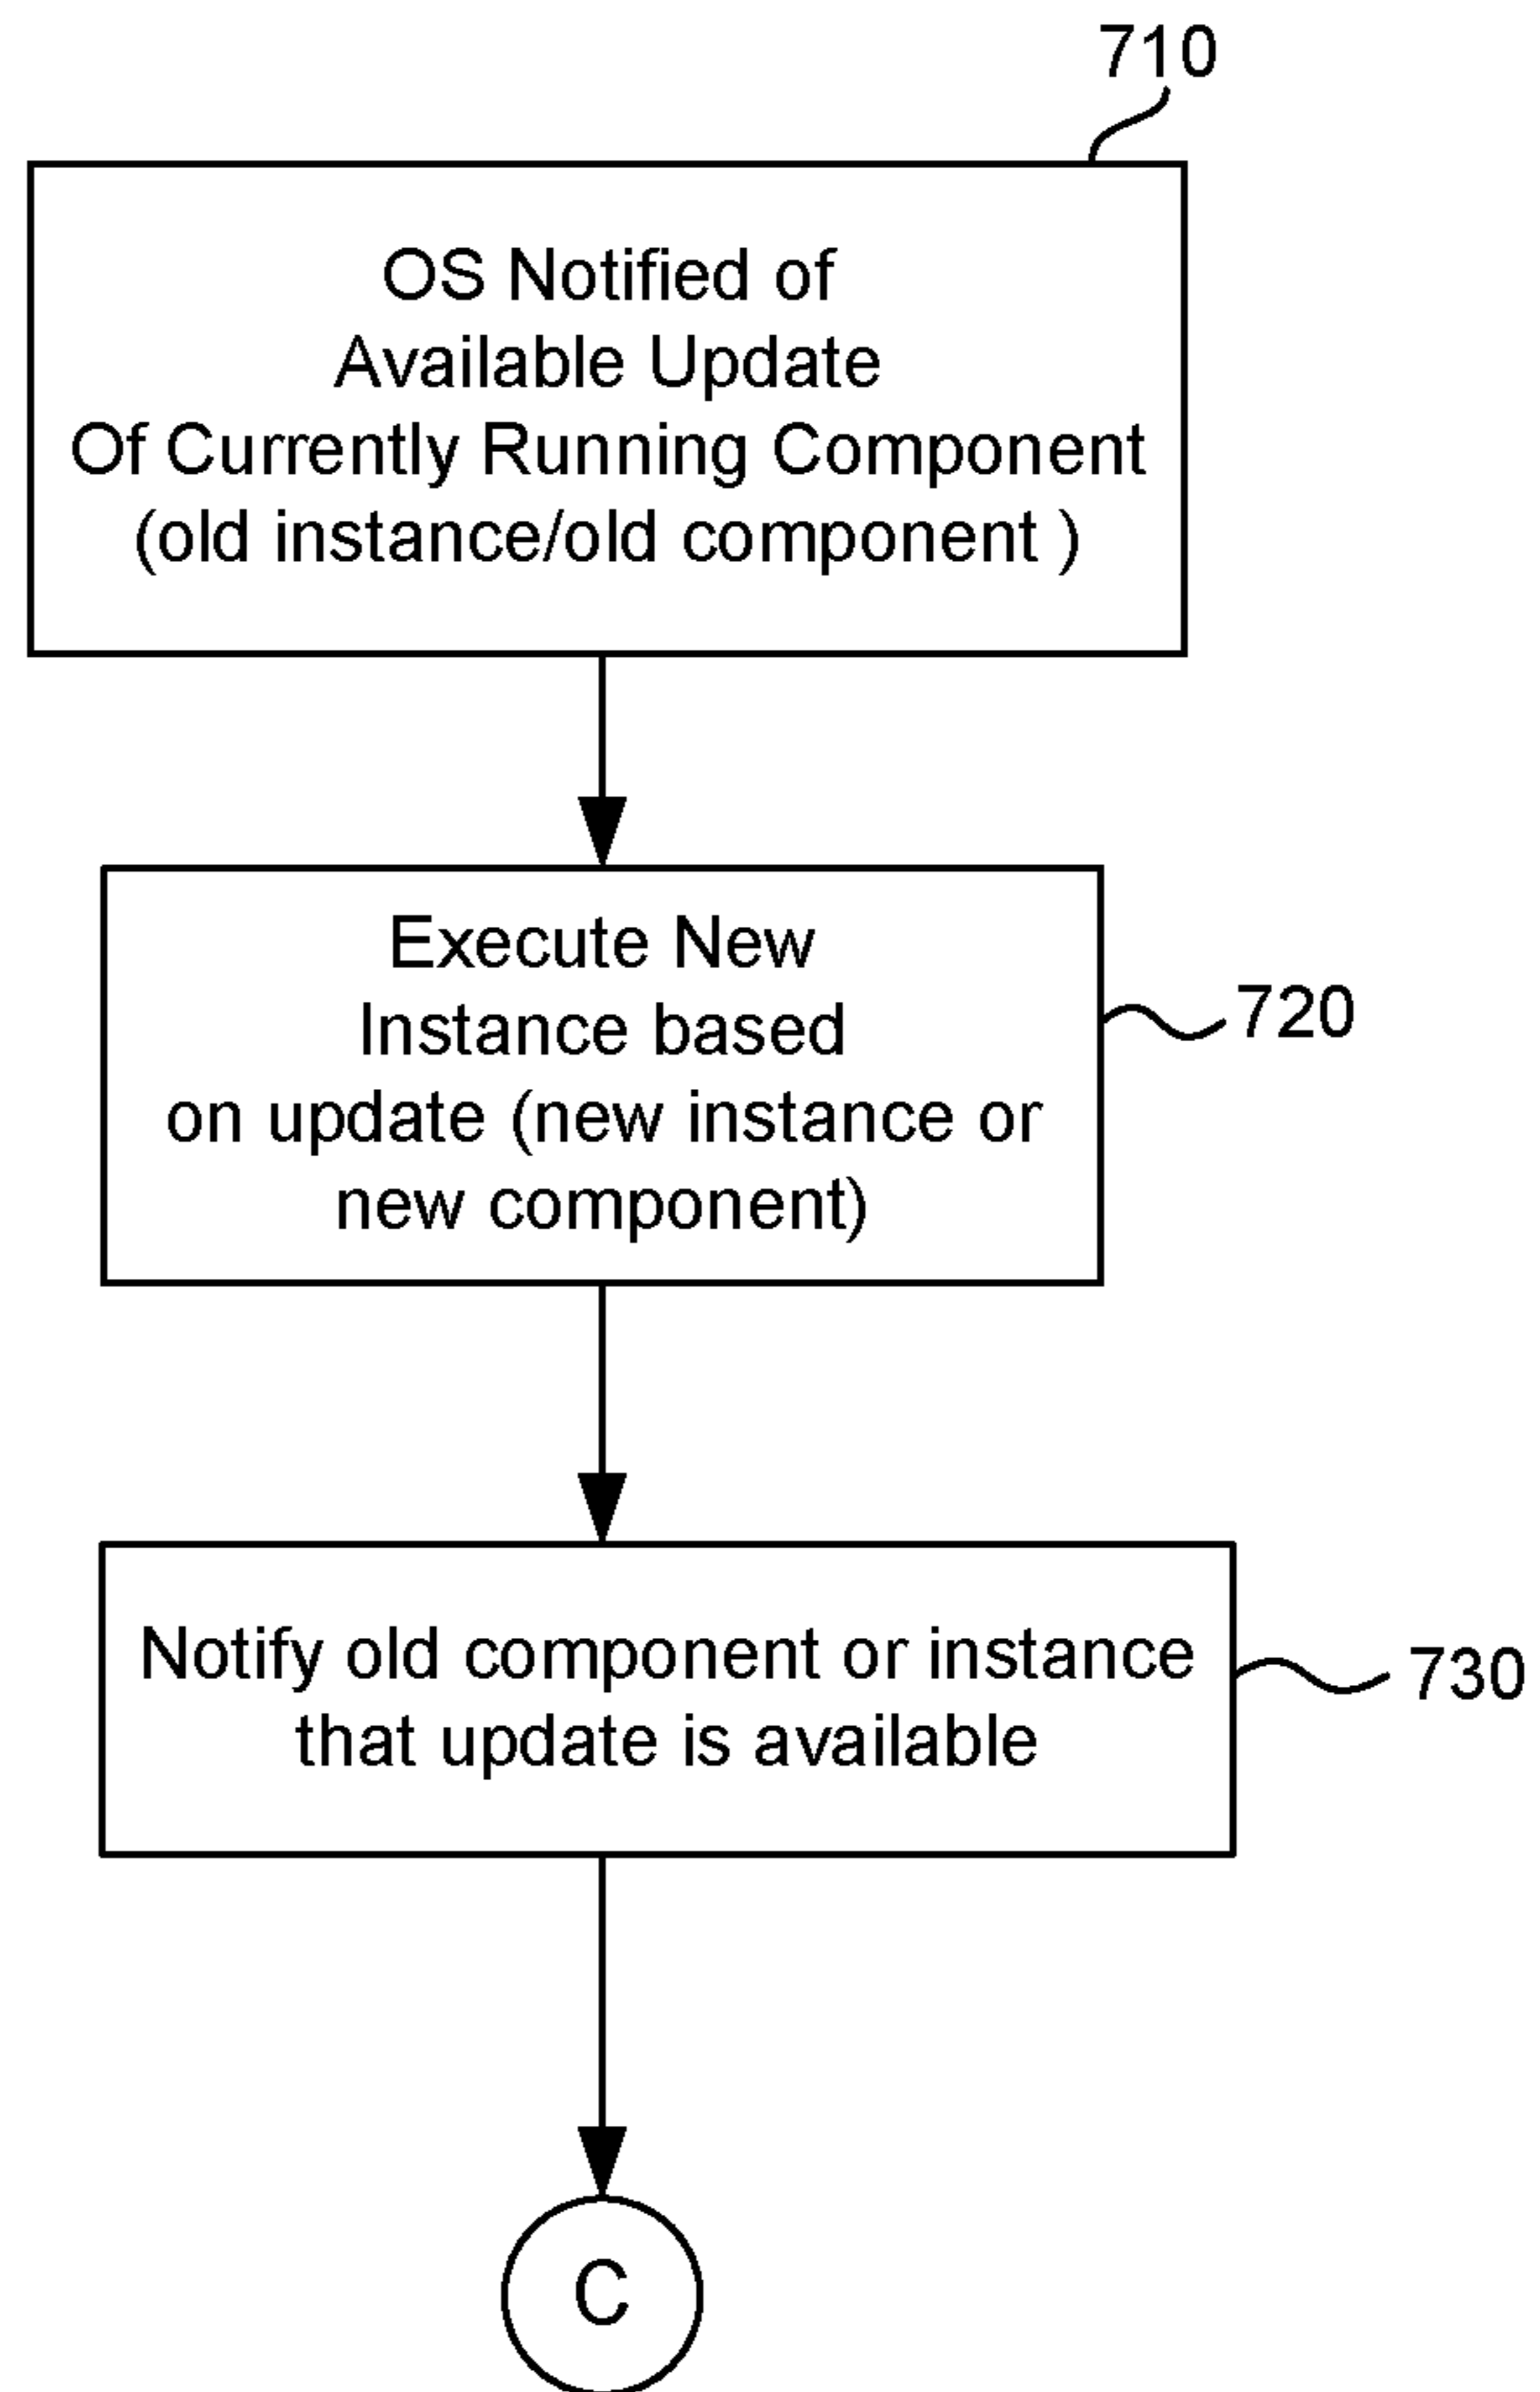 710
OS Notified of
Available Update
Of Currently Running Component
(old instance/old component )
Execute New
Instance based
on update (new instance or
new component)
720
Notify old component or instance
that update is available
730
C